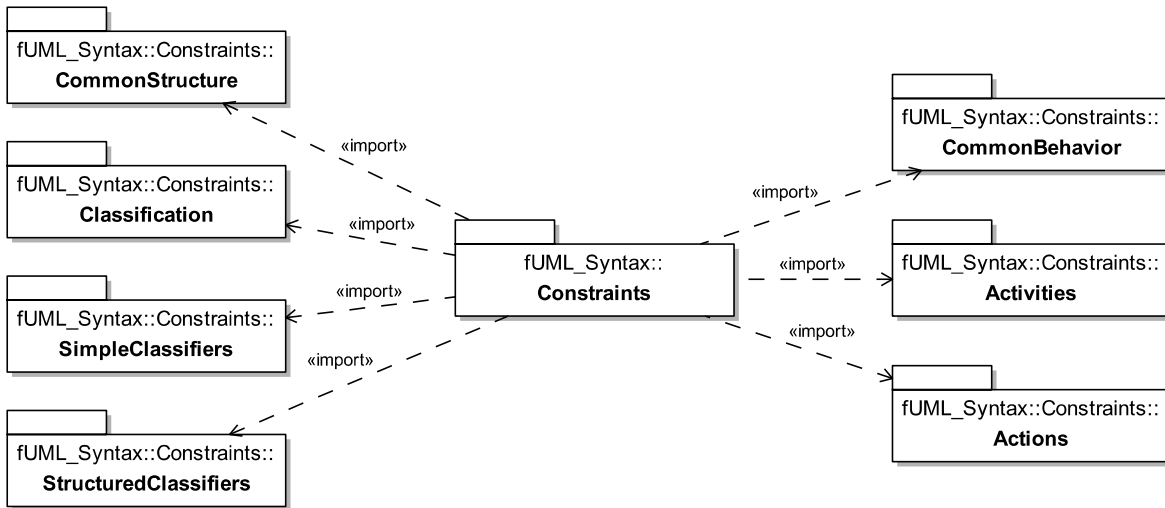 fUML_Syntax::Constraints::
CommonStructure
«import»
fUML_Syntax::Constraints::
CommonBehavior
fUML_Syntax::Constraints::
Classification
«import»
«import»
fUML_Syntax::
Constraints
«import»
fUML_Syntax::Constraints::
Activities
«import»
fUML_Syntax::Constraints::
SimpleClassifiers
«import»
«import»
fUML_Syntax::Constraints::
Actions
fUML_Syntax::Constraints::
StructuredClassifiers